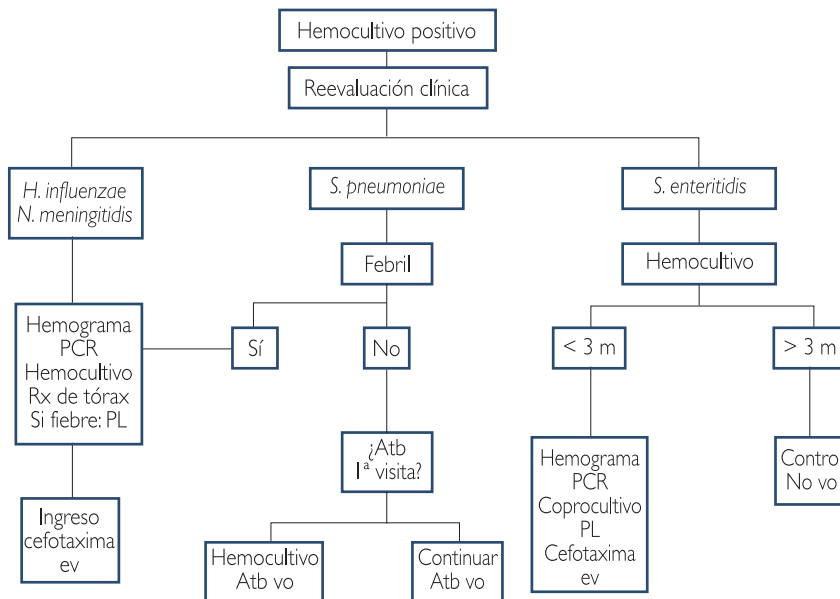 Hemocultivo positivo
Reevaluación clínica
H. influenzae
N. meningitidis
S. pneumoniae
S. enteritidis
Febril
Hemocultivo
Hemograma
PCR
Hemocultivo
Rx de tórax
Si fiebre: PL
Sí
No
< 3 m
> 3 m
¿Atb
1ª visita?
Hemograma
PCR
Coprocultivo
PL
Cefotaxima
ev
Contro
No vo
Ingreso
cefotaxima
ev
Hemocultivo
Atb vo
Continuar
Atb vo